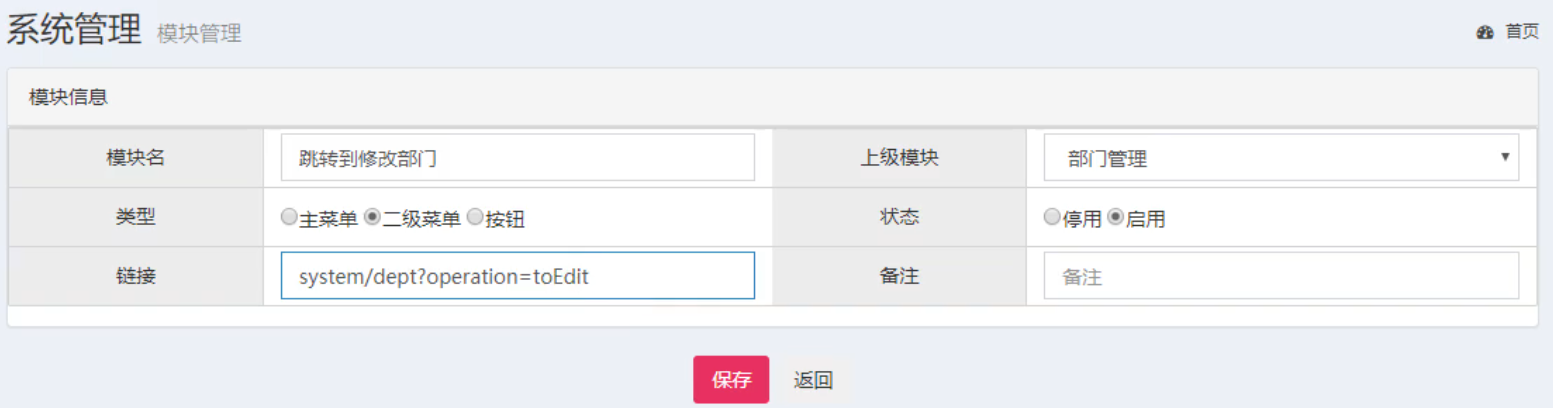 系统管理 模块管理 首页
模块信息
模块名 跳转到修改部门 上级模块 部门管理
类型 主菜单 二级菜单 按钮 状态 停用 启用
链接 system/dept?operation=toEdit 备注 备注
保存 返回